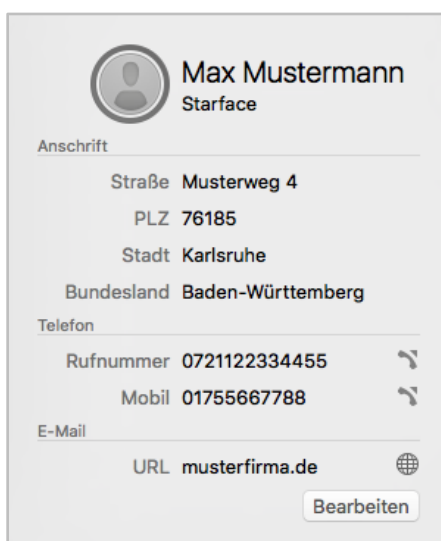 Max Mustermann
Starface
Anschrift
Straße Musterweg 4
PLZ 76185
Stadt Karlsruhe
Bundesland Baden-Württemberg
Telefon
Rufnummer 0721122334455
Mobil 01755667788
E-Mail
URL musterfirma.de
Bearbeiten